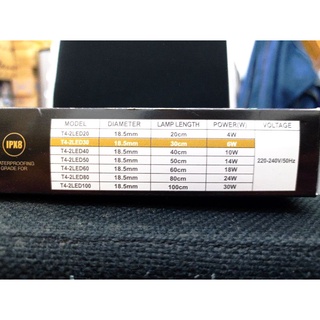 IPX8
WATERPROOFING
GRADE FOR
MODEL DIAMETER LAMP LENGTH POWER(W) VOLTAGE
T4-2LED20 18.5mm 20cm 4W
T4-2LED30 18.5mm 30cm 6W
T4-2LED40 18.5mm 40cm 10W
T4-2LED50 18.5mm 50cm 14W 220-240V/50Hz
T4-2LED60 18.5mm 60cm 18W
T4-2LED80 18.5mm 80cm 24W
T4-2LED100 18.5mm 100cm 30W